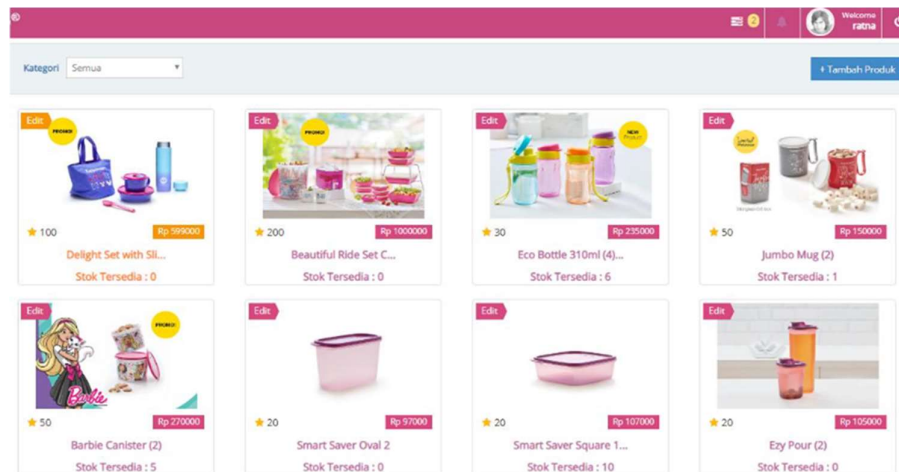 ®
2
Welcome
ratna
Kategori
Semua
+ Tambah Produk
Edit
PROMO!
100
Rp 599000
Delight Set with Sli...
Stok Tersedia : 0
Edit
PROMO!
200
Rp 1000000
Beautiful Ride Set C...
Stok Tersedia : 0
Edit
NEW
Product
30
Rp 235000
Eco Bottle 310ml (4)...
Stok Tersedia : 6
Edit
50
Rp 150000
Jumbo Mug (2)
Stok Tersedia : 1
Edit
PROMO!
Barbie
50
Rp 270000
Barbie Canister (2)
Stok Tersedia : 5
Edit
20
Rp 97000
Smart Saver Oval 2
Stok Tersedia : 0
Edit
20
Rp 107000
Smart Saver Square 1...
Stok Tersedia : 10
Edit
20
Rp 105000
Ezy Pour (2)
Stok Tersedia : 0